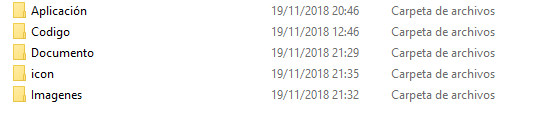 Aplicación 19/11/2018 20:46 Carpeta de archivos
Codigo 19/11/2018 12:46 Carpeta de archivos
Documento 19/11/2018 21:29 Carpeta de archivos
icon 19/11/2018 21:35 Carpeta de archivos
Imagenes 19/11/2018 21:32 Carpeta de archivos